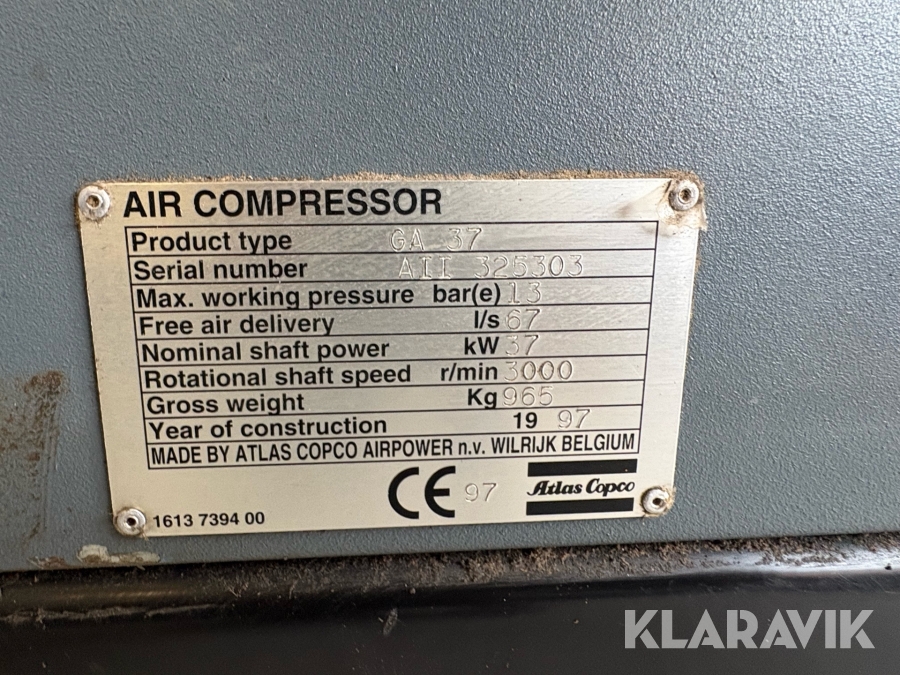 AIR COMPRESSOR
Product type GA 37
Serial number AII 325303
Max. working pressure bar(e) 13
Free air delivery l/s 67
Nominal shaft power kW 37
Rotational shaft speed r/min 3000
Gross weight Kg 965
Year of construction 19 97
MADE BY ATLAS COPCO AIRPOWER n.v. WILRIJK BELGIUM
CE 97 Atlas Copco
1613 7394 00
KLARAVIK